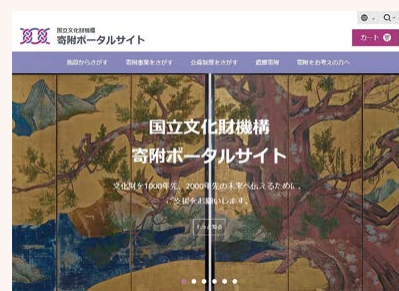 国立文化財機構
寄附ポータルサイト
カート
施設からさがす
寄附事業をさがす
会員制度をさがす
遺贈寄附
寄附をお考えの方へ
国立文化財機構
寄附ポータルサイト
文化財を1000年先、2000年先の未来へ伝えるために、
ご支援をお願いします。
もっと知る